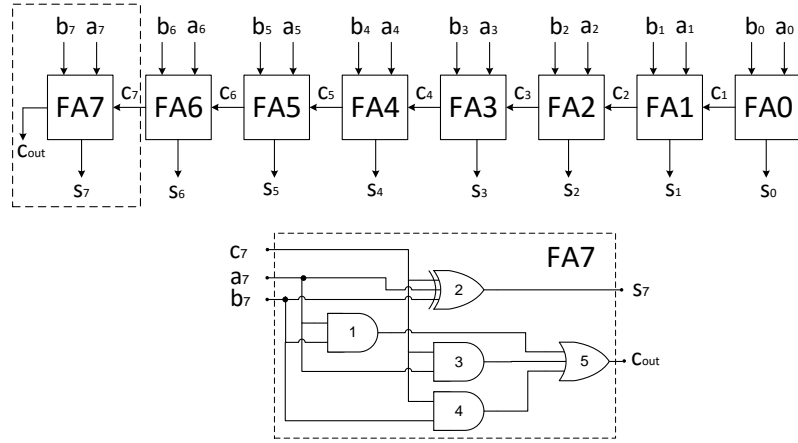 b7 a7 b6 a6 b5 a5 b4 a4 b3 a3 b2 a2 b1 a1 b0 a0
FA7 c7 FA6 c6 FA5 c5 FA4 c4 FA3 c3 FA2 c2 FA1 c1 FA0
cout
s7 s6 s5 s4 s3 s2 s1 s0
c7 FA7
a7
b7 2 s7
1
3 5 cout
4